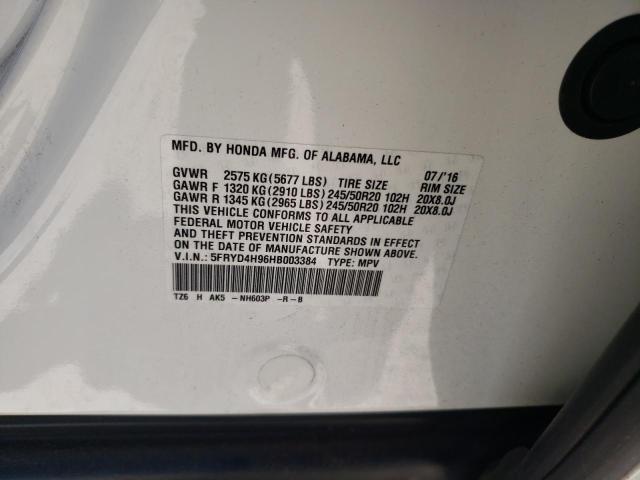 MFD. BY HONDA MFG. OF ALABAMA, LLC
GVWR 2575 KG(5677 LBS) TIRE SIZE 07/'16 RIM SIZE
GAWR F 1320 KG(2910 LBS) 245/50R20 102H 20X8.0J
GAWR R 1345 KG(2965 LBS) 245/50R20 102H 20X8.0J
THIS VEHICLE CONFORMS TO ALL APPLICABLE
FEDERAL MOTOR VEHICLE SAFETY
AND THEFT PREVENTION STANDARDS IN EFFECT
ON THE DATE OF MANUFACTURE SHOWN ABOVE.
V.I.N.: 5FRYD4H96HB003384 TYPE: MPV
TZ6 H AK5 -NH603P -R-B